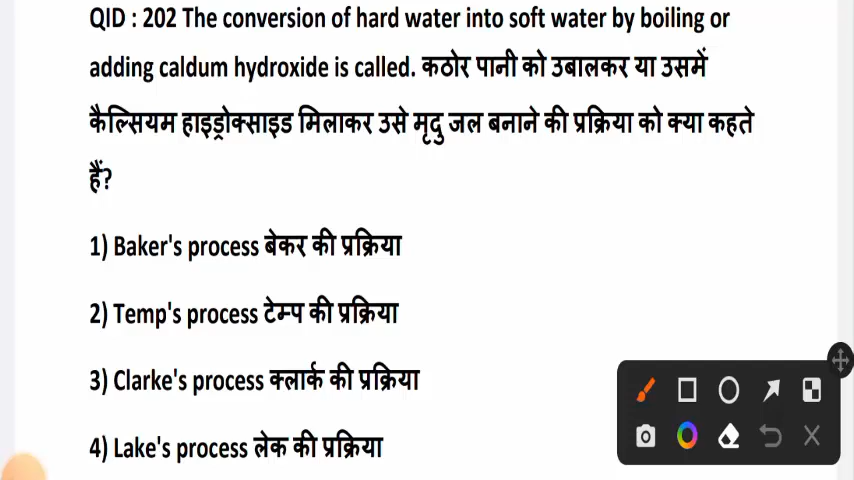 QID : 202 The conversion of hard water into soft water by boiling or
adding caldum hydroxide is called. कठोर पानी को उबालकर या उसमें
कैल्सियम हाइड्रोक्साइड मिलाकर उसे मृदु जल बनाने की प्रक्रिया को क्या कहते
हैं?
1) Baker's process बेकर की प्रक्रिया
2) Temp's process टेम्प की प्रक्रिया
3) Clarke's process क्लार्क की प्रक्रिया
4) Lake's process लेक की प्रक्रिया